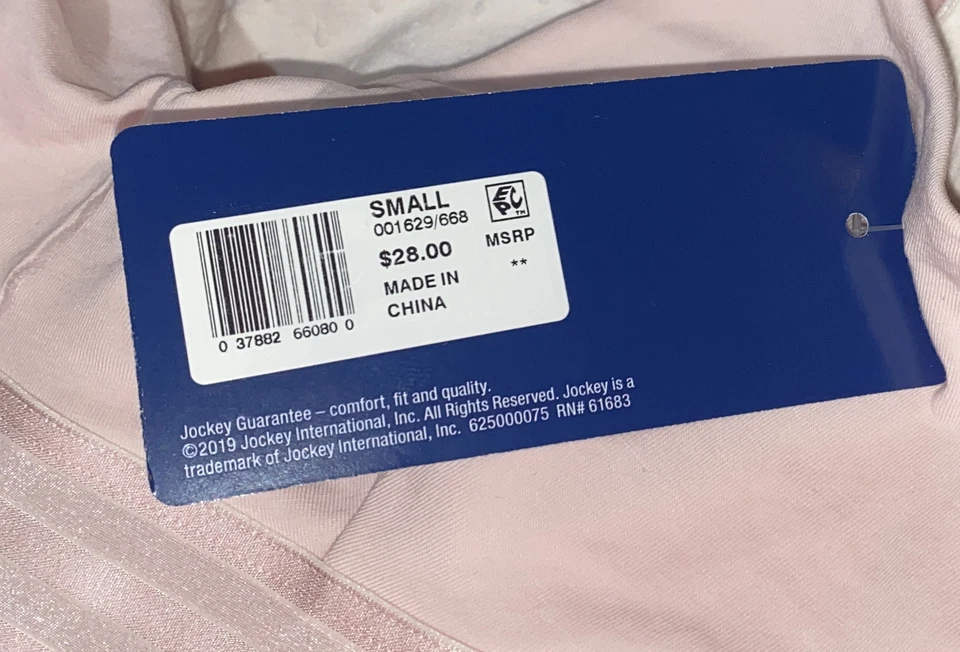 SMALL
001629/668
$28.00
MADE IN
CHINA
EPC™
MSRP
**
0 37882 66080 0
Jockey Guarantee – comfort, fit and quality.
©2019 Jockey International, Inc. All Rights Reserved. Jockey is a
trademark of Jockey International, Inc. 625000075 RN# 61683